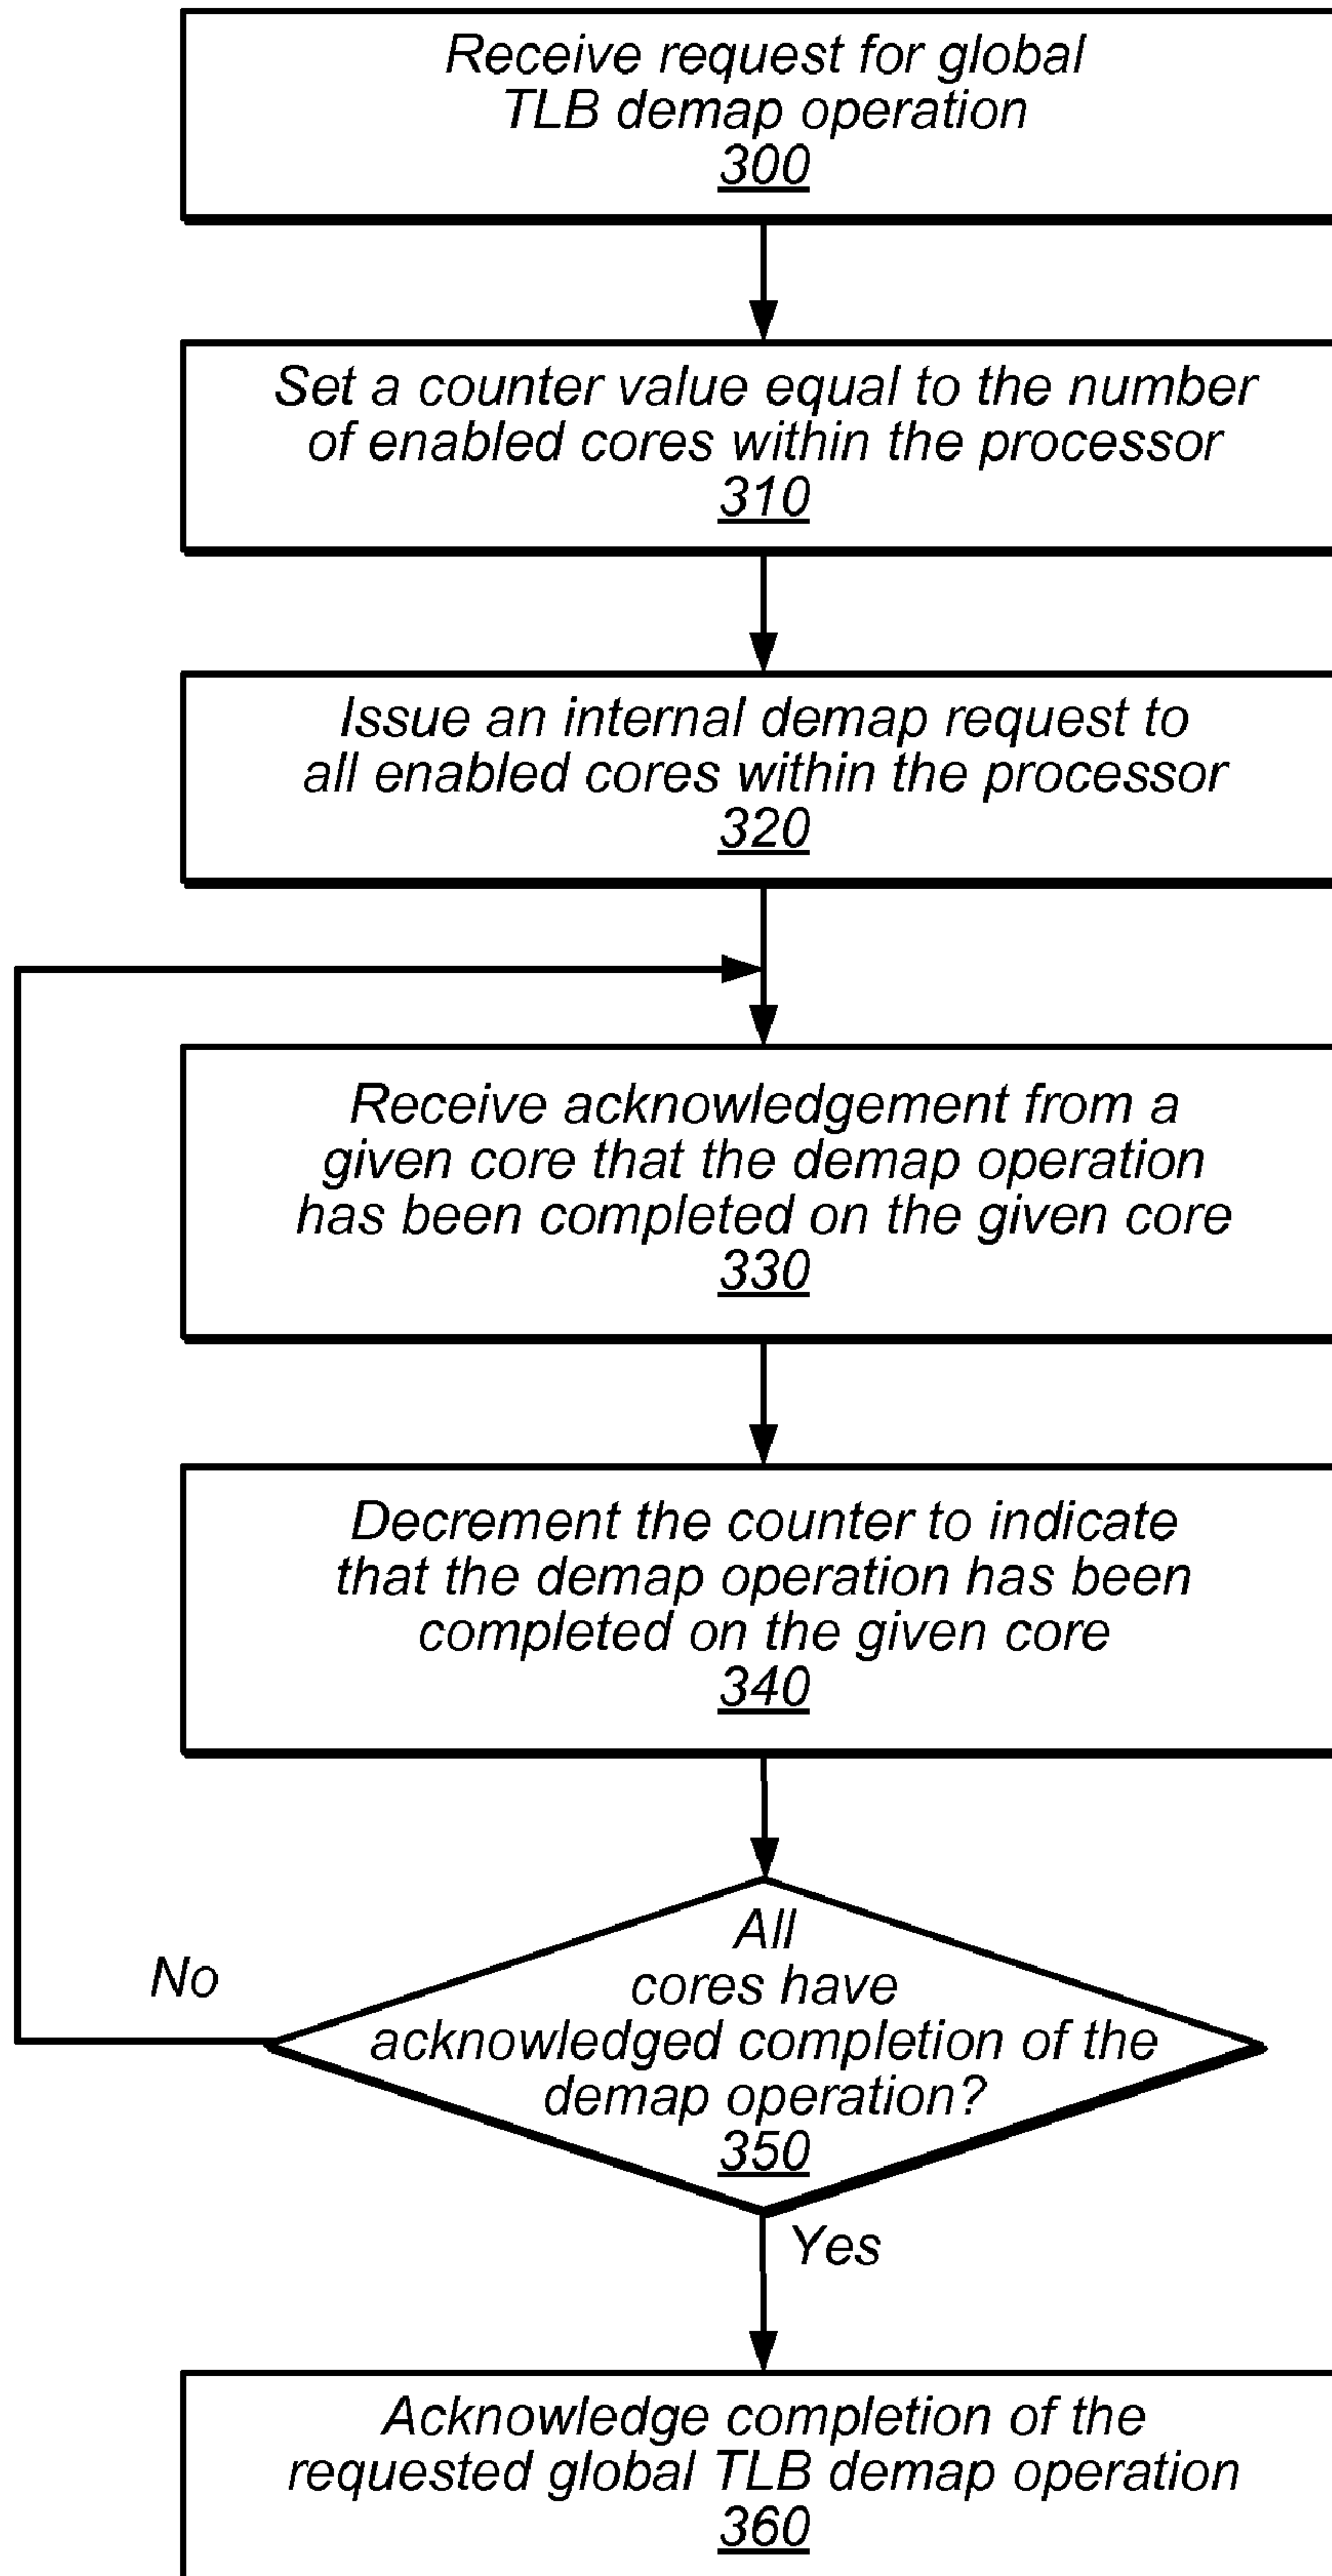 Receive request for global
TLB demap operation
300
Set a counter value equal to the number
of enabled cores within the processor
310
Issue an internal demap request to
all enabled cores within the processor
320
Receive acknowledgement from a
given core that the demap operation
has been completed on the given core
330
Decrement the counter to indicate
that the demap operation has been
completed on the given core
340
All
cores have
acknowledged completion of the
demap operation?
350
No
Yes
Acknowledge completion of the
requested global TLB demap operation
360